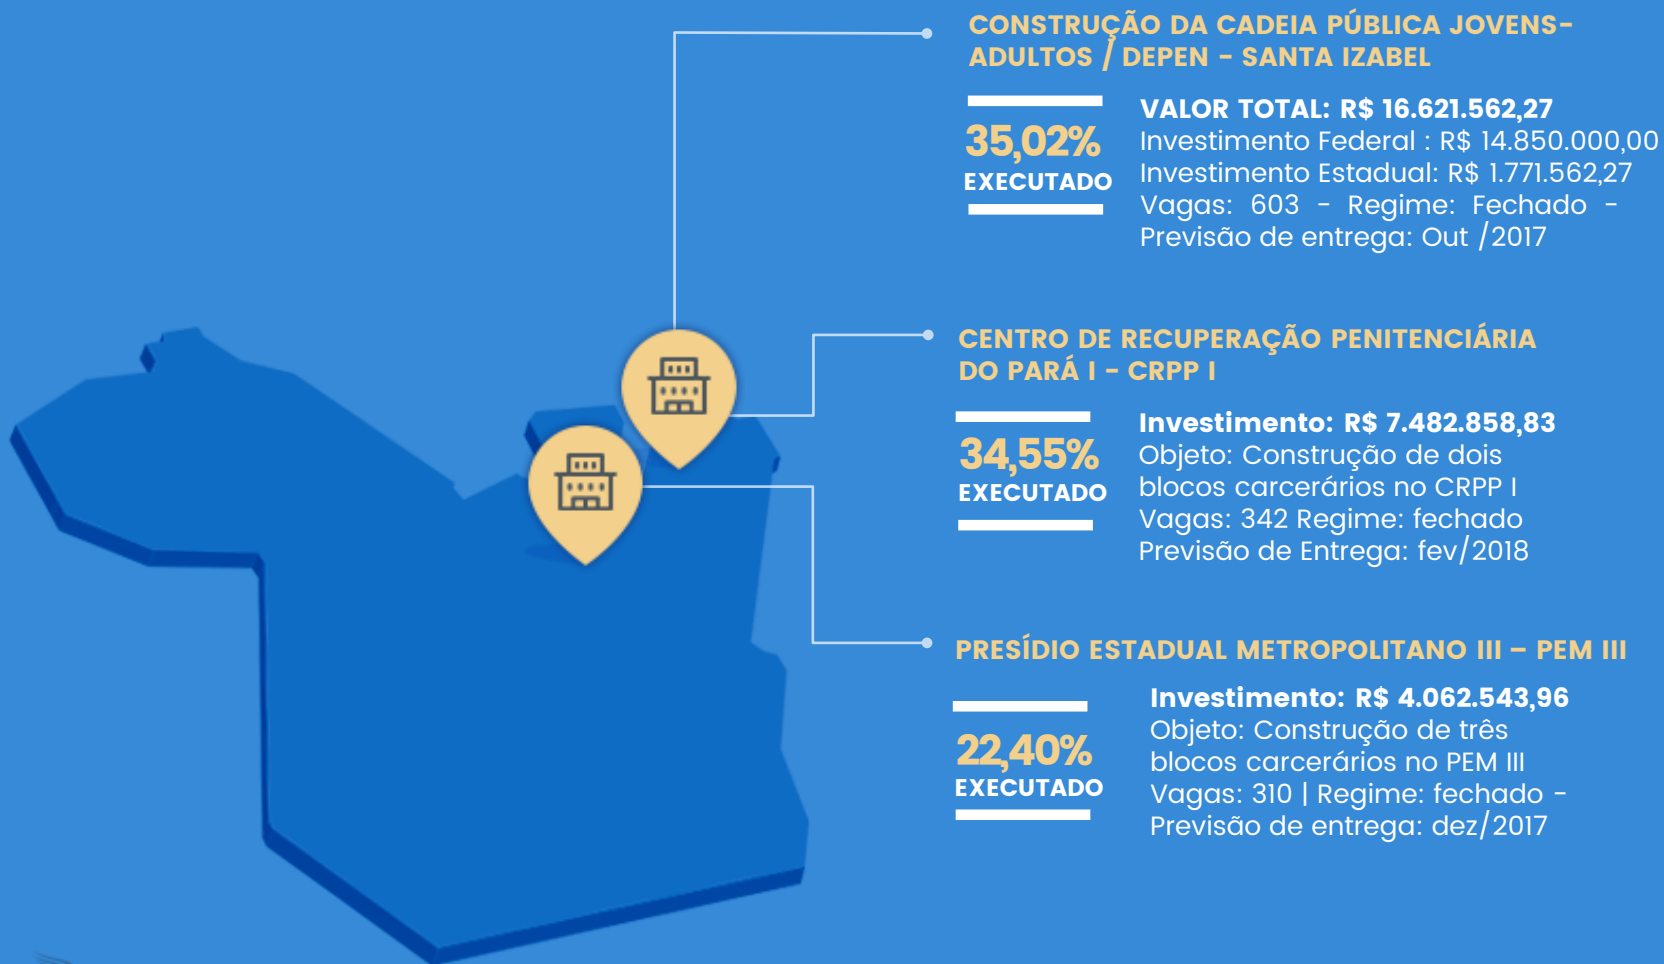 CONSTRUÇÃO DA CADEIA PÚBLICA JOVENS-
ADULTOS / DEPEN - SANTA IZABEL
35,02%
EXECUTADO
VALOR TOTAL: R$ 16.621.562,27
Investimento Federal : R$ 14.850.000,00
Investimento Estadual: R$ 1.771.562,27
Vagas: 603 - Regime: Fechado -
Previsão de entrega: Out /2017
CENTRO DE RECUPERAÇÃO PENITENCIÁRIA
DO PARÁ I - CRPP I
34,55%
EXECUTADO
Investimento: R$ 7.482.858,83
Objeto: Construção de dois
blocos carcerários no CRPP I
Vagas: 342 Regime: fechado
Previsão de Entrega: fev/2018
PRESÍDIO ESTADUAL METROPOLITANO III – PEM III
22,40%
EXECUTADO
Investimento: R$ 4.062.543,96
Objeto: Construção de três
blocos carcerários no PEM III
Vagas: 310 | Regime: fechado -
Previsão de entrega: dez/2017